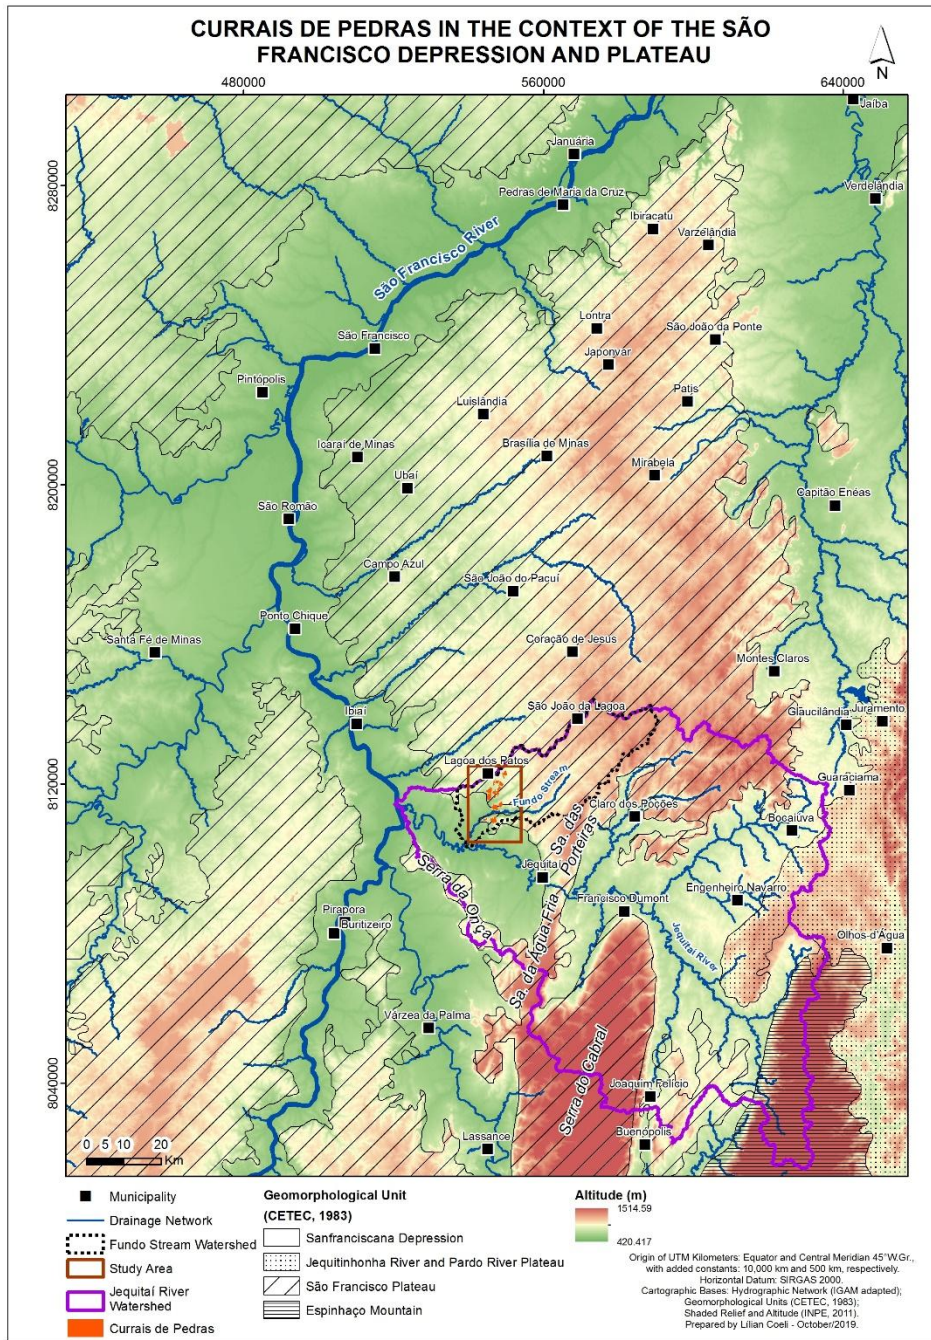 CURRAIS DE PEDRAS IN THE CONTEXT OF THE SÃO
FRANCISCO DEPRESSION AND PLATEAU
N
480000
560000
640000
Jaíba
Januária
8280000
Verdelândia
Pedras de Maria da Cruz
Ibiracatu
Varzelândia
São Francisco River
Lontra
São João da Ponte
São Francisco
Japonvar
Pintópolis
Patis
Luislândia
Icaraí de Minas
Brasília de Minas
Ubaí
Mirabela
8200000
Capitão Enéas
São Romão
Campo Azul
São João do Pacuí
Ponto Chique
Santa Fé de Minas
Coração de Jesus
Montes Claros
Ibiaí
São João da Lagoa
Glaucilândia
Juramento
Lagoa dos Patos
8120000
Guaraciama
Fundo Stream
Claro dos Poções
Bocaiúva
Sa. das
Porteiras
Serra da Onça
Jequitaí
Engenheiro Navarro
Francisco Dumont
Pirapora
Buritizeiro
Jequitaí River
Olhos-d'Água
Sa. da Água Fria
Várzea da Palma
8040000
Serra do Cabral
Joaquim Felício
Lassance
Buenópolis
0 5 10 20
Km
Municipality
Drainage Network
Fundo Stream Watershed
Study Area
Jequitaí River
Watershed
Currais de Pedras
Geomorphological Unit
(CETEC, 1983)
Sanfranciscana Depression
Jequitinhonha River and Pardo River Plateau
São Francisco Plateau
Espinhaço Mountain
Altitude (m)
1514.59
420.417
Origin of UTM Kilometers: Equator and Central Meridian 45°W.Gr.,
with added constants: 10,000 km and 500 km, respectively.
Horizontal Datum: SIRGAS 2000.
Cartographic Bases: Hydrographic Network (IGAM adapted);
Geomorphological Units (CETEC, 1983);
Shaded Relief and Altitude (INPE, 2011).
Prepared by Lílian Coeli - October/2019.